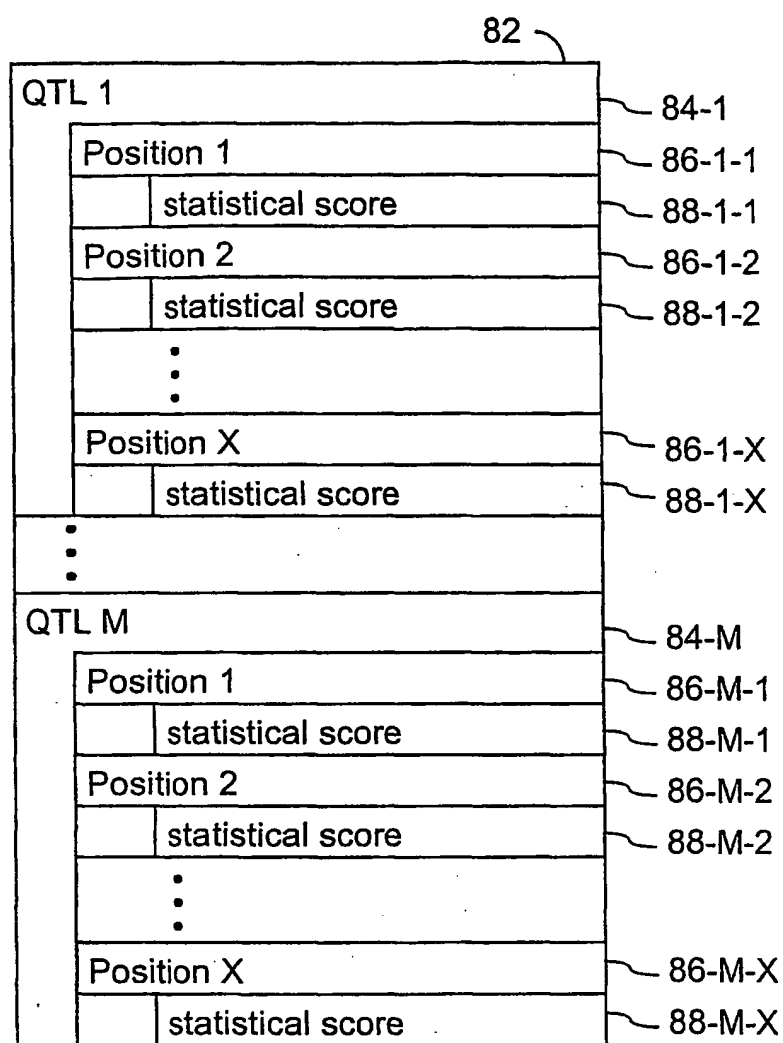 82
QTL 1
84-1
Position 1
86-1-1
statistical score
88-1-1
Position 2
86-1-2
statistical score
88-1-2
Position X
86-1-X
statistical score
88-1-X
QTL M
84-M
Position 1
86-M-1
statistical score
88-M-1
Position 2
86-M-2
statistical score
88-M-2
Position X
86-M-X
statistical score
88-M-X